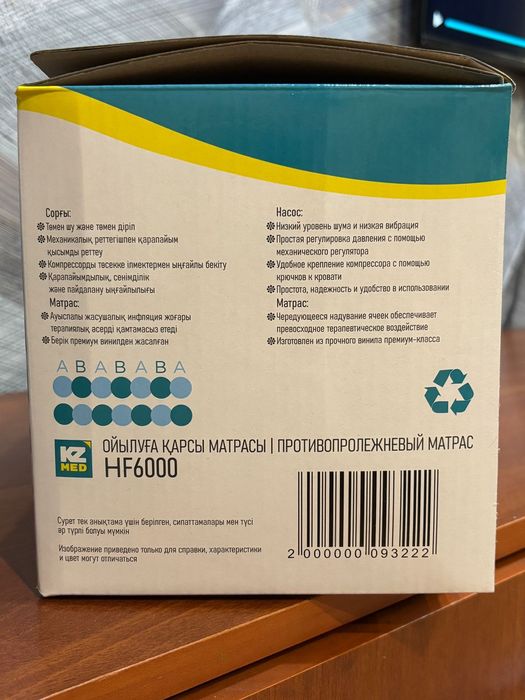 Сорғы:
Төмен шу және төмен діріл
Механикалық реттегішпен қарапайым
қысымды реттеу
Компрессорды төсекке ілмектермен ыңғайлы бекіту
Қарапайымдылық, сенімділік
және пайдалану ыңғайлылығы
Матрас:
Ауыспалы жасушалық инфляция жоғары
терапиялық әсерді қамтамасыз етеді
Берік премиум винилден жасалған
Насос:
Низкий уровень шума и низкая вибрация
Простая регулировка давления с помощью
механического регулятора
Удобное крепление компрессора с помощью
крючков к кровати
Простота, надежность и удобство в использовании
Матрас:
Чередующееся надувание ячеек обеспечивает
превосходное терапевтическое воздействие
Изготовлен из прочного винила премиум-класса
A B A B A B A
KZ
MED
ОЙЫЛУҒА ҚАРСЫ МАТРАСЫ | ПРОТИВОПРОЛЕЖНЕВЫЙ МАТРАС
HF6000
Сурет тек анықтама үшін берілген, сипаттамалары мен түсі
әр түрлі болуы мүмкін
Изображение приведено только для справки, характеристики
и цвет могут отличаться
2 000000 093222